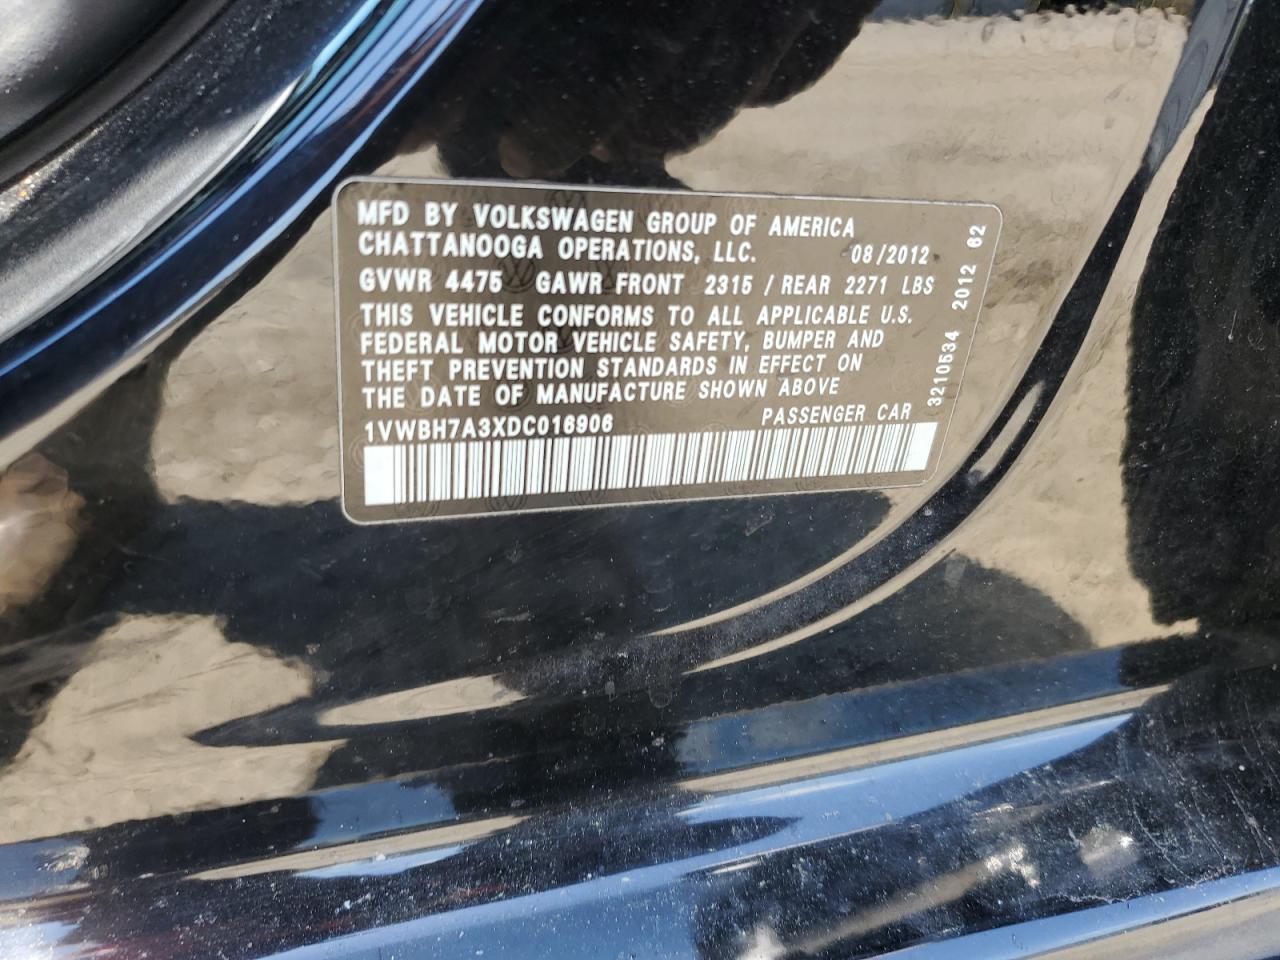 MFD BY VOLKSWAGEN GROUP OF AMERICA
CHATTANOOGA OPERATIONS, LLC. 08/2012
GVWR 4475 GAWR FRONT 2315 / REAR 2271 LBS
THIS VEHICLE CONFORMS TO ALL APPLICABLE U.S.
FEDERAL MOTOR VEHICLE SAFETY, BUMPER AND
THEFT PREVENTION STANDARDS IN EFFECT ON
THE DATE OF MANUFACTURE SHOWN ABOVE
1VWBH7A3XDC016906 PASSENGER CAR
3210534 2012 62